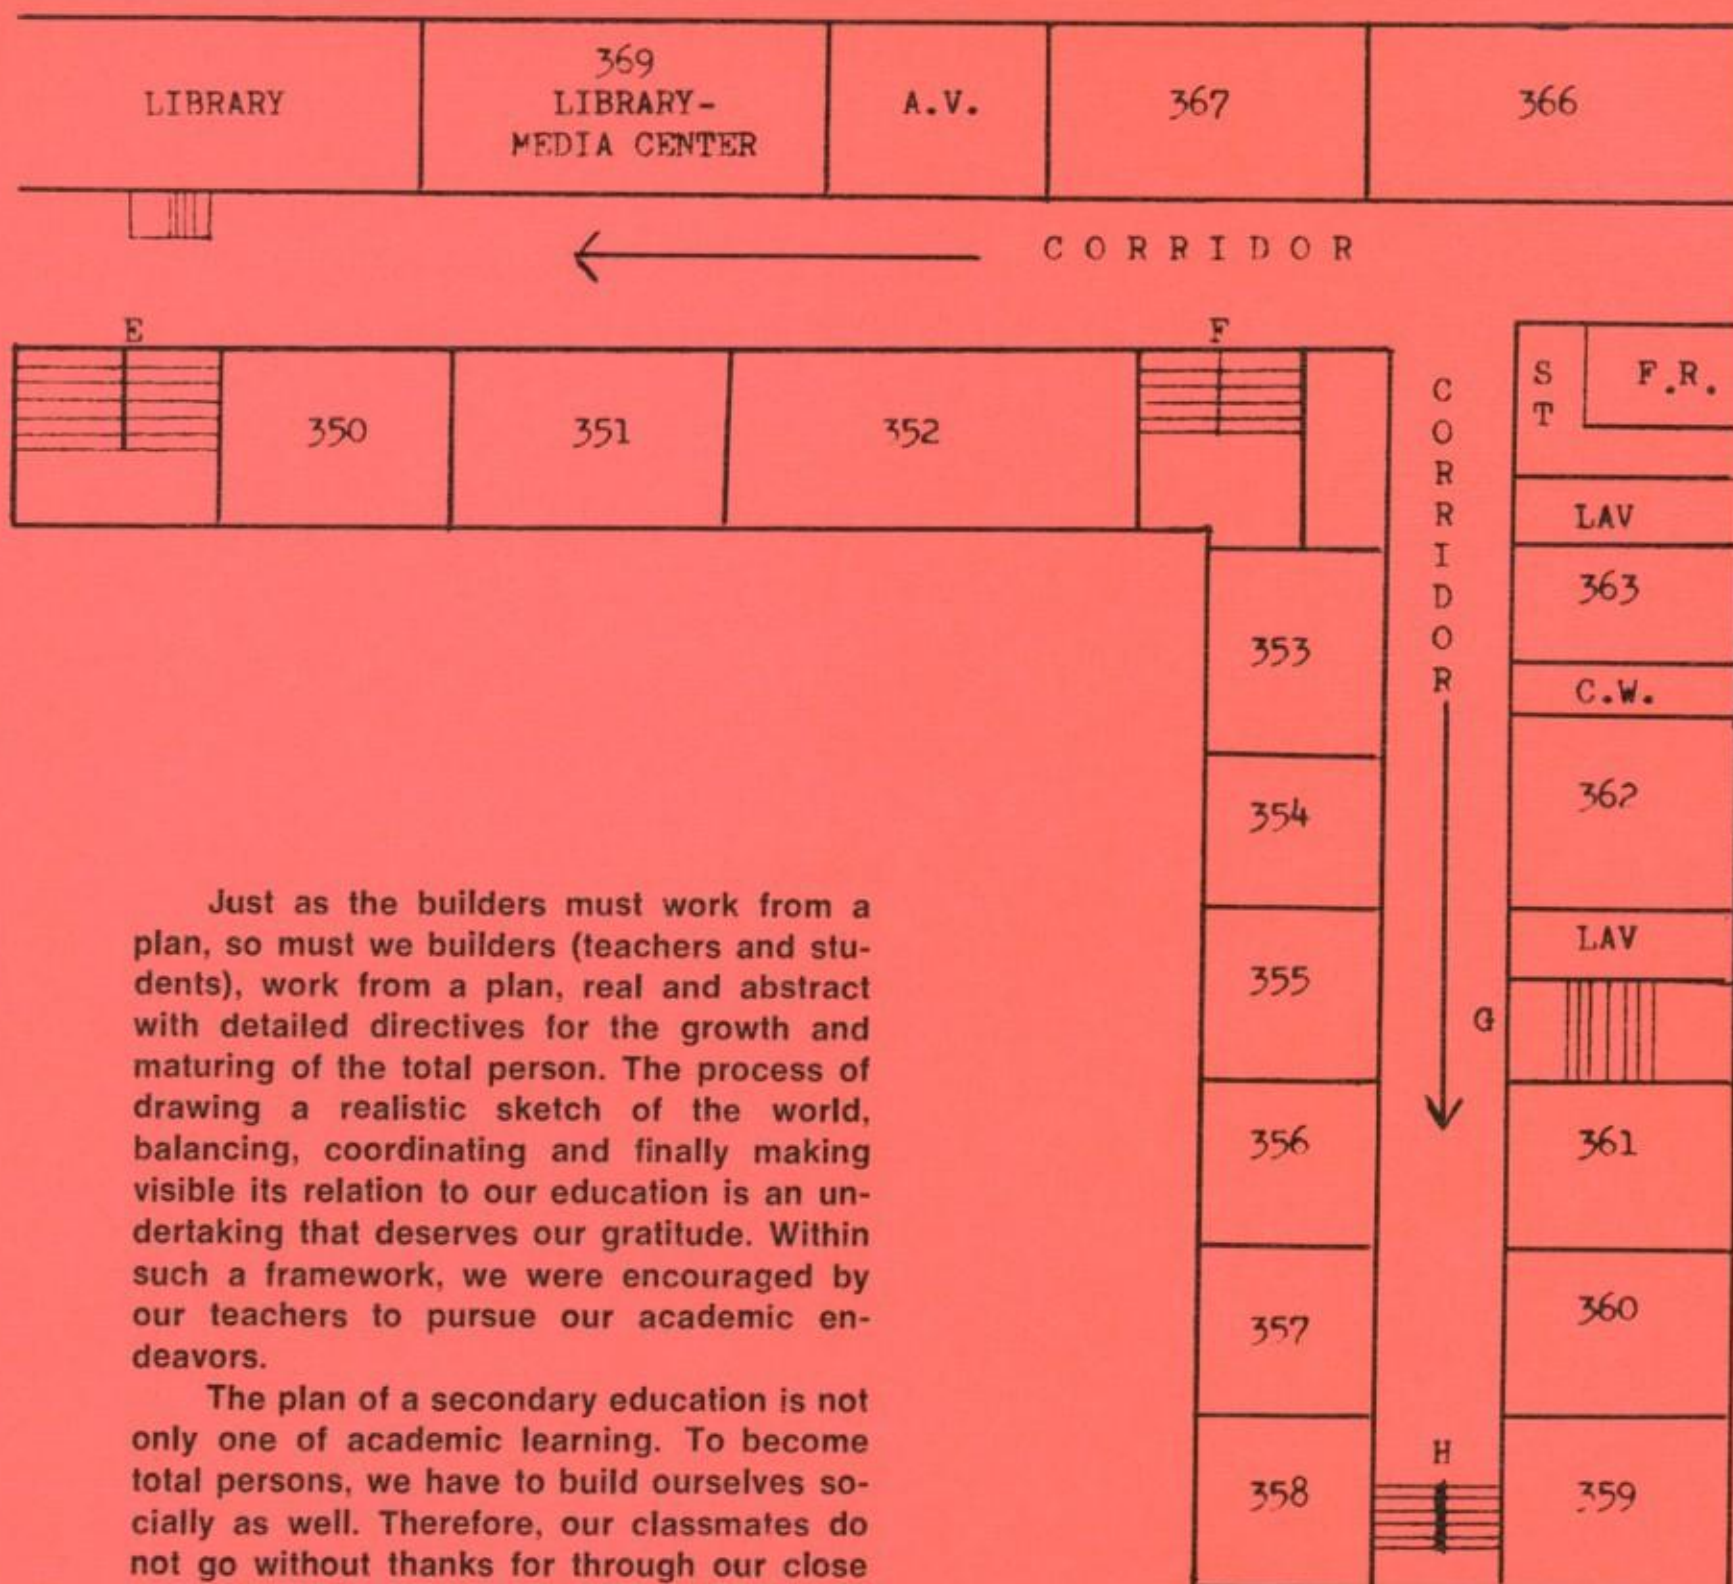 369
LIBRARY
LIBRARY-
MEDIA CENTER
A.V.
367
366
CORRIDOR
E
F
350
351
352
CORRIDOR
ST
F.R.
LAV
363
353
C.W.
362
354
LAV
355
G
356
361
357
360
H
358
359
Just as the builders must work from a
plan, so must we builders (teachers and stu-
dents), work from a plan, real and abstract
with detailed directives for the growth and
maturing of the total person. The process of
drawing a realistic sketch of the world,
balancing, coordinating and finally making
visible its relation to our education is an un-
dertaking that deserves our gratitude. Within
such a framework, we were encouraged by
our teachers to pursue our academic en-
deavors.
The plan of a secondary education is not
only one of academic learning. To become
total persons, we have to build ourselves so-
cially as well. Therefore, our classmates do
not go without thanks for through our close